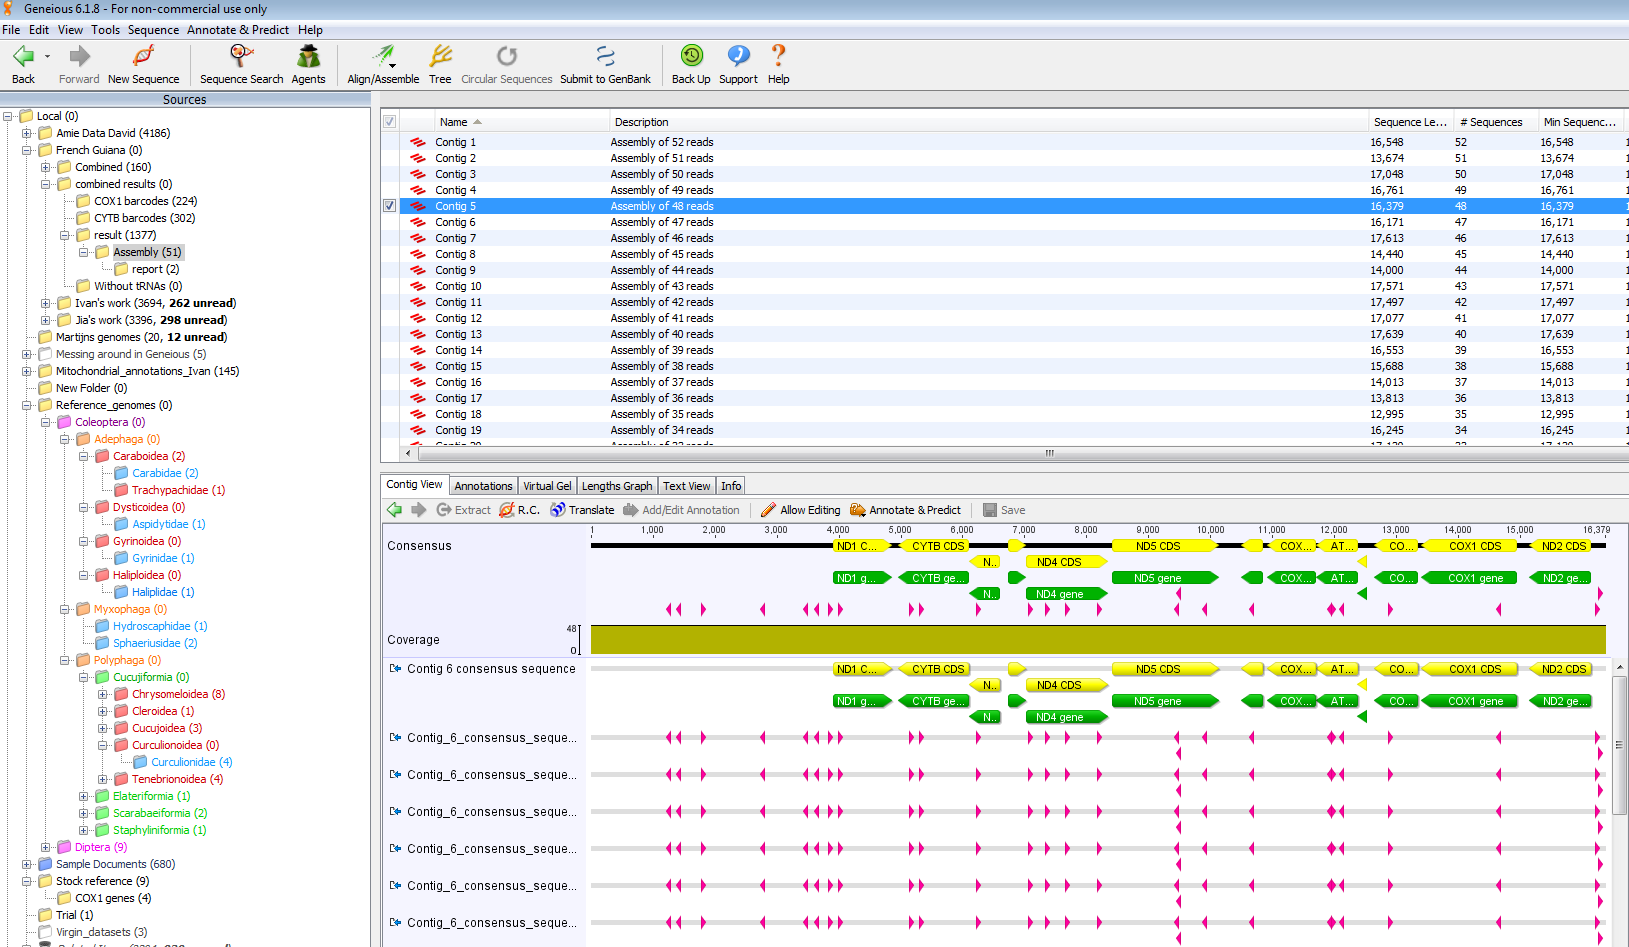 Geneious 6.1.8 - For non-commercial use only
File Edit View Tools Sequence Annotate & Predict Help
Back Forward New Sequence Sequence Search Agents Align/Assemble Tree Circular Sequences Submit to GenBank Back Up Support Help
Sources
Local (0)
Amie Data David (4186)
French Guiana (0)
Combined (160)
combined results (0)
COX1 barcodes (224)
CYTB barcodes (302)
result (1377)
Assembly (51)
report (2)
Without tRNAs (0)
Ivan's work (3694, 262 unread)
Jia's work (3396, 298 unread)
Martijns genomes (20, 12 unread)
Messing around in Geneious (5)
Mitochondrial_annotations_Ivan (145)
New Folder (0)
Reference_genomes (0)
Coleoptera (0)
Adephaga (0)
Caraboidea (2)
Carabidae (2)
Trachypachidae (1)
Dysticoidea (0)
Aspidytidae (1)
Gyrinoidea (0)
Gyrinidae (1)
Haliploidea (0)
Haliplidae (1)
Myxophaga (0)
Hydroscaphidae (1)
Sphaeriusidae (2)
Polyphaga (0)
Cucujiformia (0)
Chrysomeloidea (8)
Cleroidea (1)
Cucujoidea (3)
Curculionoidea (0)
Curculionidae (4)
Tenebrionoidea (4)
Elateriformia (1)
Scarabaeiformia (2)
Staphyliniformia (1)
Diptera (9)
Sample Documents (680)
Stock reference (9)
COX1 genes (4)
Trial (1)
Virgin_datasets (3)
Name Description Sequence Le... # Sequences Min Sequenc...
Contig 1 Assembly of 52 reads 16,548 52 16,548
Contig 2 Assembly of 51 reads 13,674 51 13,674
Contig 3 Assembly of 50 reads 17,048 50 17,048
Contig 4 Assembly of 49 reads 16,761 49 16,761
Contig 5 Assembly of 48 reads 16,379 48 16,379
Contig 6 Assembly of 47 reads 16,171 47 16,171
Contig 7 Assembly of 46 reads 17,613 46 17,613
Contig 8 Assembly of 45 reads 14,440 45 14,440
Contig 9 Assembly of 44 reads 14,000 44 14,000
Contig 10 Assembly of 43 reads 17,571 43 17,571
Contig 11 Assembly of 42 reads 17,497 42 17,497
Contig 12 Assembly of 41 reads 17,077 41 17,077
Contig 13 Assembly of 40 reads 17,639 40 17,639
Contig 14 Assembly of 39 reads 16,553 39 16,553
Contig 15 Assembly of 38 reads 15,688 38 15,688
Contig 16 Assembly of 37 reads 14,013 37 14,013
Contig 17 Assembly of 36 reads 13,813 36 13,813
Contig 18 Assembly of 35 reads 12,995 35 12,995
Contig 19 Assembly of 34 reads 16,245 34 16,245
Contig View Annotations Virtual Gel Lengths Graph Text View Info
Extract R.C. Translate Add/Edit Annotation Allow Editing Annotate & Predict Save
1 1,000 2,000 3,000 4,000 5,000 6,000 7,000 8,000 9,000 10,000 11,000 12,000 13,000 14,000 15,000 16,379
Consensus ND1 C... CYTB CDS ND5 CDS COX... AT... CO... COX1 CDS ND2 CDS
N.. ND4 CDS
ND1 g... CYTB ge... ND5 gene COX... AT... CO... COX1 gene ND2 ge...
N.. ND4 gene
Coverage 48 0
Contig 6 consensus sequence ND1 C... CYTB CDS ND5 CDS COX... AT... CO... COX1 CDS ND2 CDS
N.. ND4 CDS
ND1 g... CYTB ge... ND5 gene COX... AT... CO... COX1 gene ND2 ge...
N.. ND4 gene
Contig_6_consensus_seque...
Contig_6_consensus_seque...
Contig_6_consensus_seque...
Contig_6_consensus_seque...
Contig_6_consensus_seque...
Contig_6_consensus_seque...